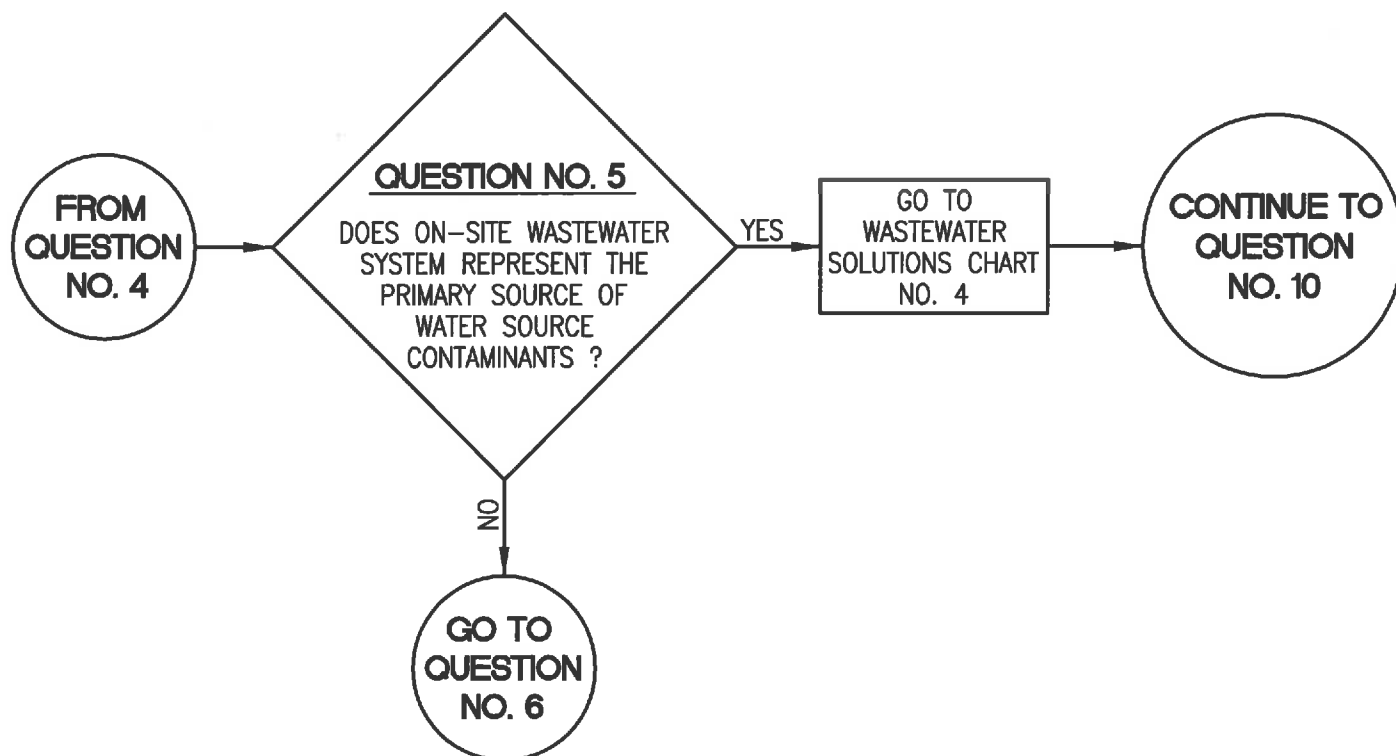 FROM
QUESTION
NO. 4
QUESTION NO. 5
DOES ON-SITE WASTEWATER
SYSTEM REPRESENT THE
PRIMARY SOURCE OF
WATER SOURCE
CONTAMINANTS ?
YES
GO TO
WASTEWATER
SOLUTIONS CHART
NO. 4
CONTINUE TO
QUESTION
NO. 10
NO
GO TO
QUESTION
NO. 6